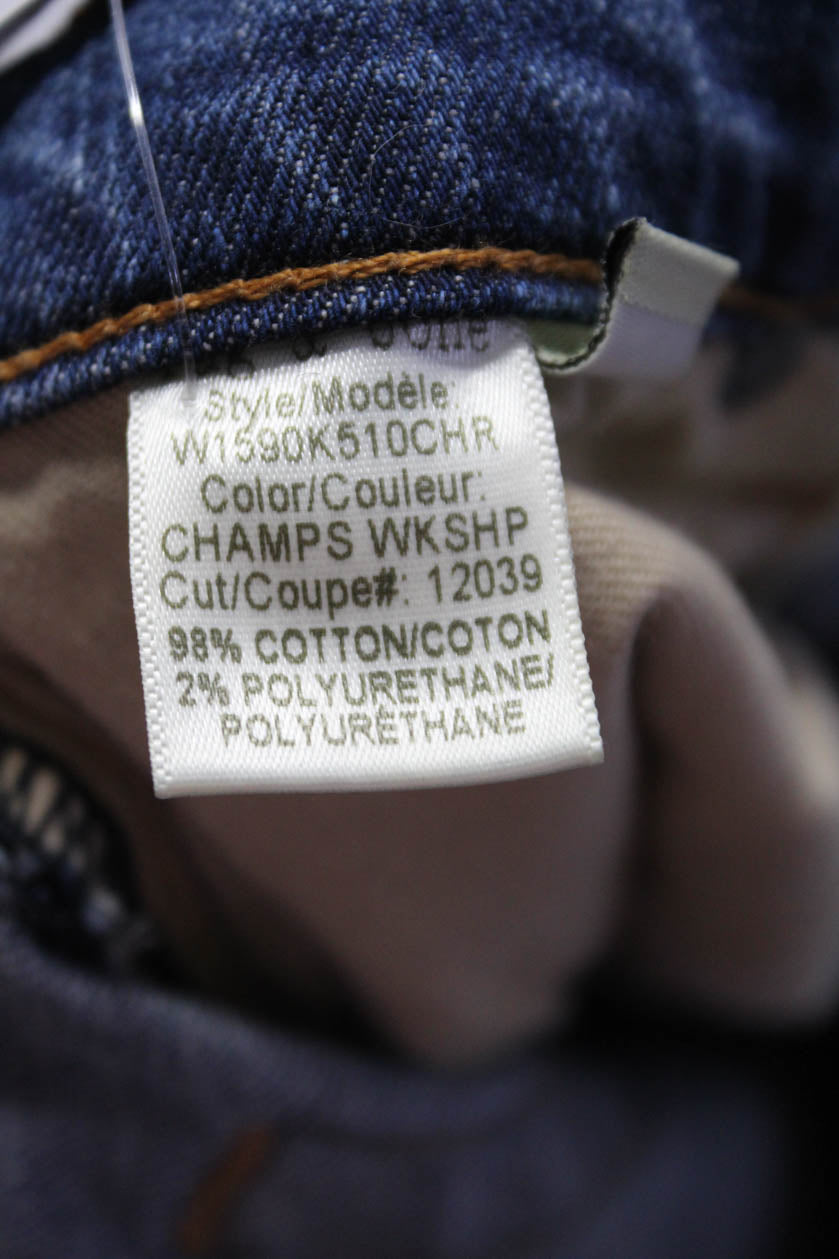 Style/Modèle:
W1590K510CHR
Color/Couleur:
CHAMPS WKSHP
Cut/Coupe#: 12039
98% COTTON/COTON
2% POLYURETHANE/
POLYURÉTHANE